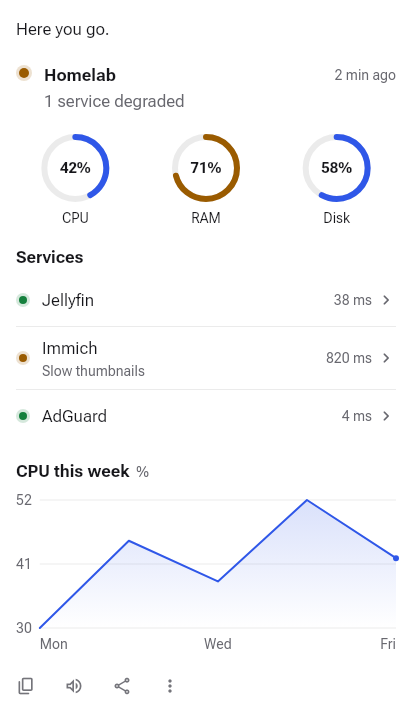 Here you go.
Homelab 2 min ago
1 service degraded
42% 71% 58%
CPU RAM Disk
Services
Jellyfin 38 ms
Immich 820 ms
Slow thumbnails
AdGuard 4 ms
CPU this week %
52
41
30
Mon Wed Fri